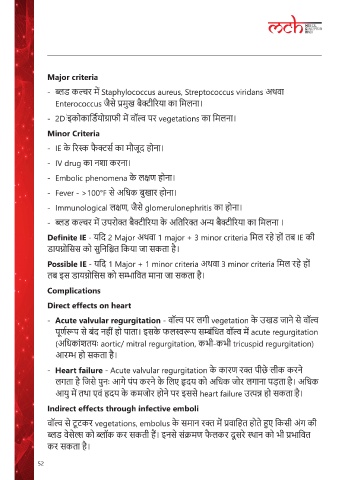 mch
Major criteria
- ब्लड कल्चर में Staphylococcus aureus, Streptococcus viridans अथवा
Enterococcus जैसे प्रमुख बैक्टीरिया का मिलना।
- 2D इकोकार्डियोग्राफी में वॉल्व पर vegetations का मिलना।
Minor Criteria
- IE के रिस्क फैक्टर्स का मौजूद होना।
- IV drug का नशा करना।
- Embolic phenomena के लक्षण होना।
- Fever - >100°F से अधिक बुखार होना।
- Immunological लक्षण, जैसे glomerulonephritis का होना।
- ब्लड कल्चर में उपरोक्त बैक्टीरिया के अतिरिक्त अन्य बैक्टीरिया का मिलना ।
Definite IE - यदि 2 Major अथवा 1 major + 3 minor criteria मिल रहे हों तब IE की
डायग्नोसिस को सुनिश्चित किया जा सकता है।
Possible IE - यदि 1 Major + 1 minor criteria अथवा 3 minor criteria मिल रहे हों
तब इस डायग्नोसिस को सम्भावित माना जा सकता है।
Complications
Direct effects on heart
- Acute valvular regurgitation - वॉल्व पर लगी vegetation के उखड जाने से वॉल्व
पूर्णरूप से बंद नहीं हो पाता। इसके फलस्वरूप सम्बंधित वॉल्व में acute regurgitation
(अधिकांशतयः aortic/ mitral regurgitation, कभी-कभी tricuspid regurgitation)
आरम्भ हो सकता है।
- Heart failure - Acute valvular regurgitation के कारण रक्त पीछे लीक करने
लगता है जिसे पुनः आगे पंप करने के लिए हृदय को अधिक जोर लगाना पड़ता है। अधिक
आयु में तथा एवं हृदय के कमजोर होने पर इससे heart failure उत्पन्न हो सकता है।
Indirect effects through infective emboli
वॉल्व से टूटकर vegetations, embolus के समान रक्त में प्रवाहित होते हुए किसी अंग की
ब्लड वेसेल्स को ब्लॉक कर सकती हैं। इनसे संक्रमण फैलकर दूसरे स्थान को भी प्रभावित
कर सकता है।
52